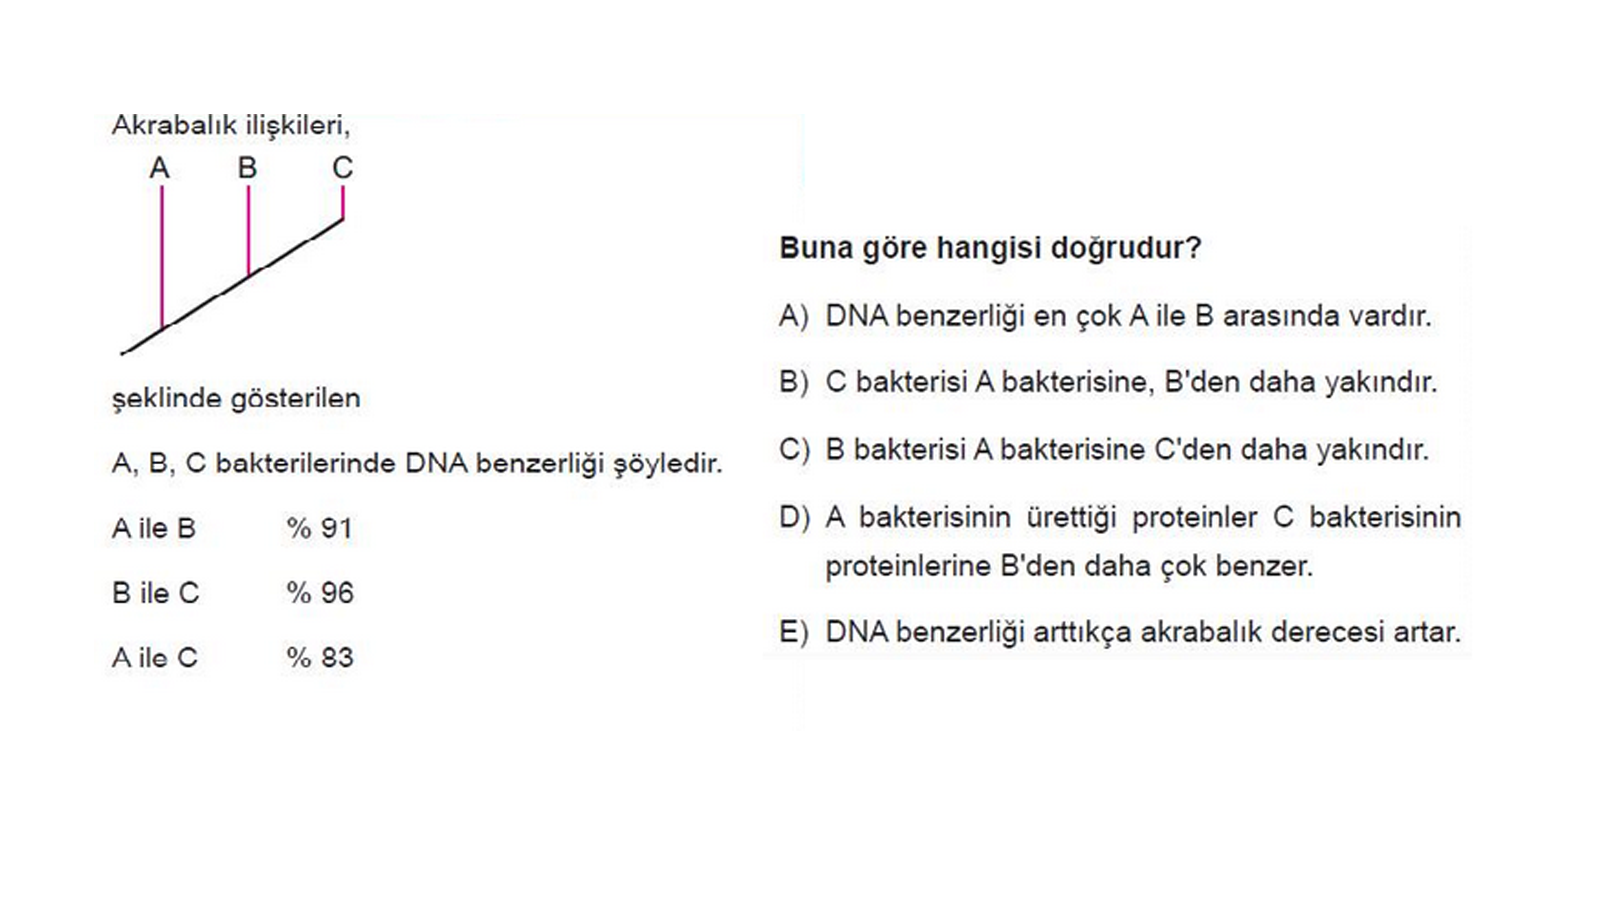 Akrabalık ilişkileri,
A B C
şeklinde gösterilen
A, B, C bakterilerinde DNA benzerliği şöyledir.
A ile B % 91
B ile C % 96
A ile C % 83
Buna göre hangisi doğrudur?
A) DNA benzerliği en çok A ile B arasında vardır.
B) C bakterisi A bakterisine, B'den daha yakındır.
C) B bakterisi A bakterisine C'den daha yakındır.
D) A bakterisinin ürettiği proteinler C bakterisinin
proteinlerine B'den daha çok benzer.
E) DNA benzerliği arttıkça akrabalık derecesi artar.